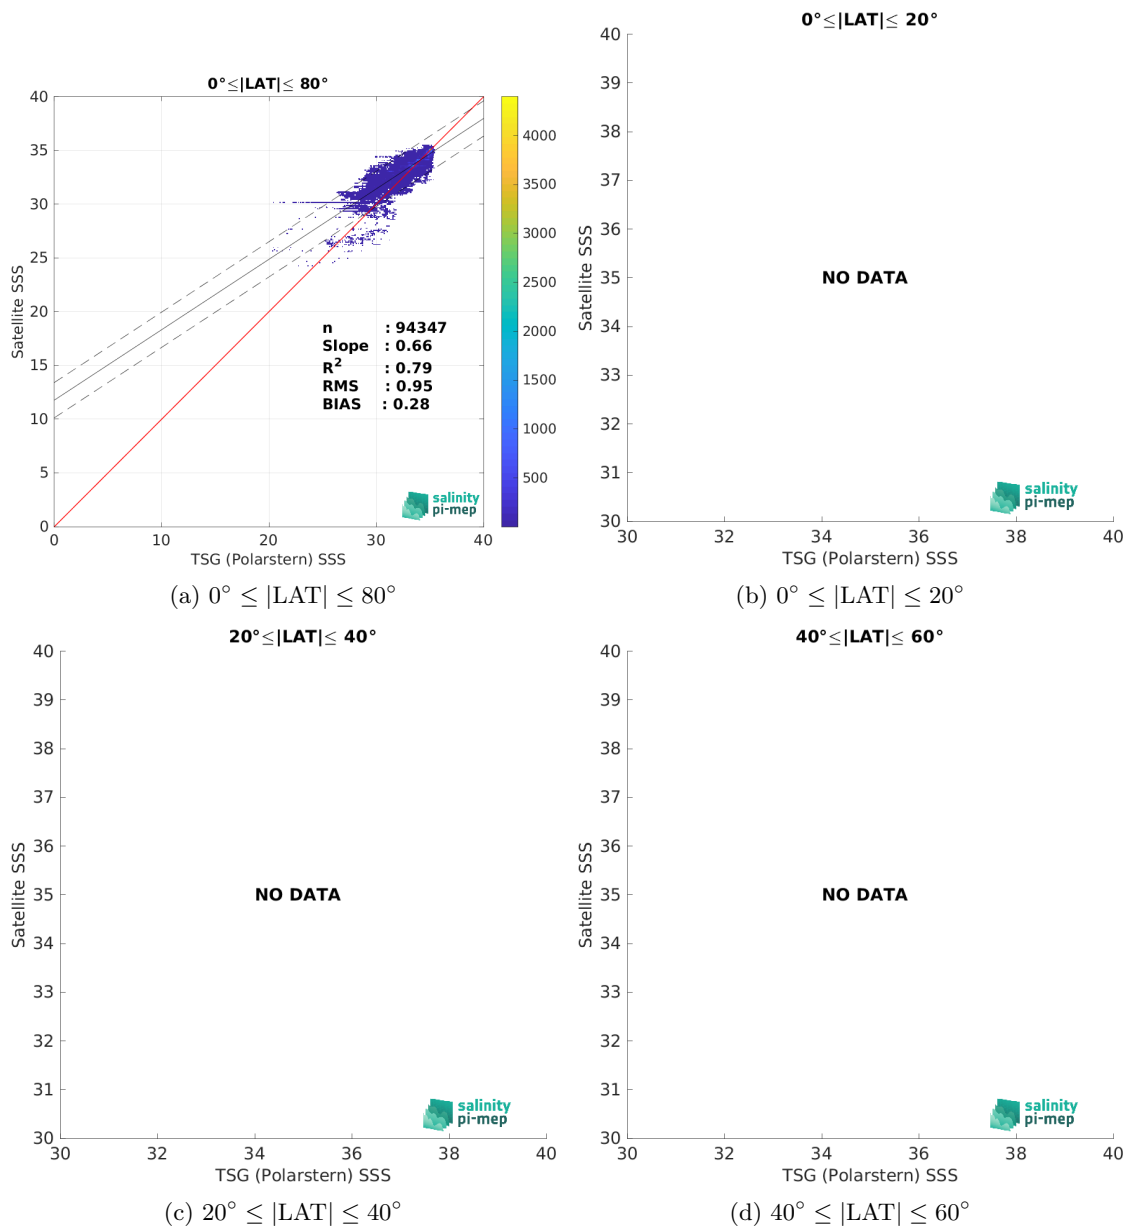 0°≤|LAT|≤ 80°
40
35
30
25
20
15
10
5
0
0
10
20
30
40
Satellite SSS
TSG (Polarstern) SSS
n : 94347
Slope : 0.66
R² : 0.79
RMS : 0.95
BIAS : 0.28
salinity
pi-mep
4000
3500
3000
2500
2000
1500
1000
500
(a) 0° ≤ |LAT| ≤ 80°
0°≤|LAT|≤ 20°
40
39
38
37
36
35
34
33
32
31
30
30
32
34
36
38
40
Satellite SSS
NO DATA
salinity
pi-mep
TSG (Polarstern) SSS
(b) 0° ≤ |LAT| ≤ 20°
20°≤|LAT|≤ 40°
40
39
38
37
36
35
34
33
32
31
30
30
32
34
36
38
40
Satellite SSS
NO DATA
salinity
pi-mep
TSG (Polarstern) SSS
(c) 20° ≤ |LAT| ≤ 40°
40°≤|LAT|≤ 60°
40
39
38
37
36
35
34
33
32
31
30
30
32
34
36
38
40
Satellite SSS
NO DATA
salinity
pi-mep
TSG (Polarstern) SSS
(d) 40° ≤ |LAT| ≤ 60°